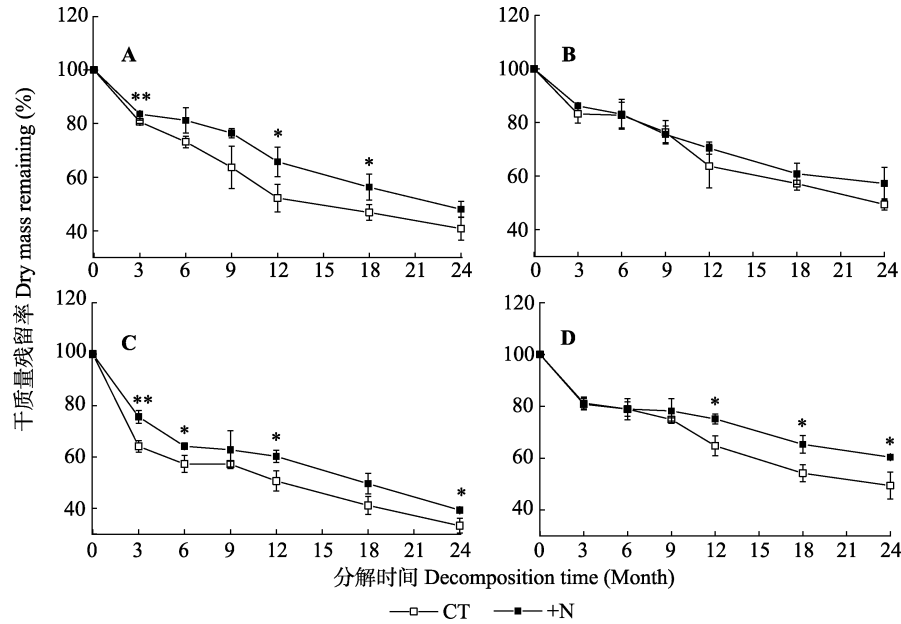 干质量残留率 Dry mass remaining (%)
120
100
80
60
40
A
**
*
*
0 3 6 9 12 15 18 21 24
120
100
80
60
40
B
0 3 6 9 12 15 18 21 24
120
100
80
60
40
C
**
*
*
*
0 3 6 9 12 15 18 21 24
120
100
80
60
40
D
*
*
*
0 3 6 9 12 15 18 21 24
分解时间 Decomposition time (Month)
CT +N